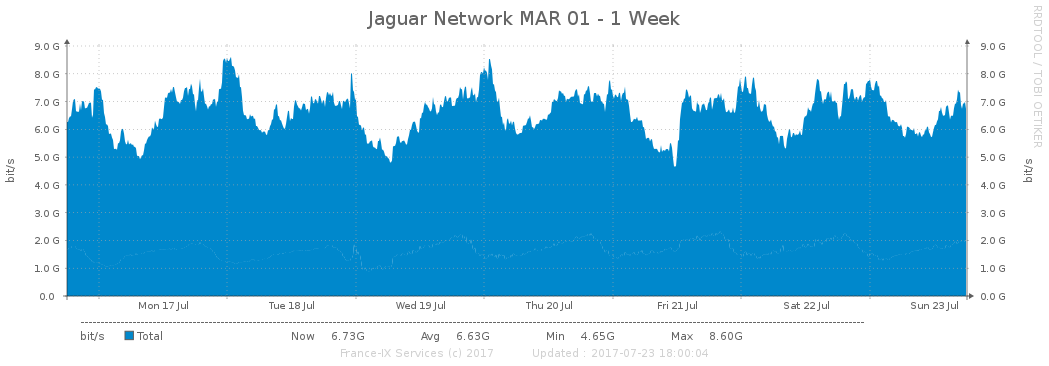 Jaguar Network MAR 01 - 1 Week
RRDTOOL / TOBI OETIKER
9.0 G 9.0 G
8.0 G 8.0 G
7.0 G 7.0 G
6.0 G 6.0 G
5.0 G 5.0 G
4.0 G 4.0 G
3.0 G 3.0 G
2.0 G 2.0 G
1.0 G 1.0 G
0.0 0.0 G
bit/s
bit/s
Mon 17 Jul Tue 18 Jul Wed 19 Jul Thu 20 Jul Fri 21 Jul Sat 22 Jul Sun 23 Jul
bit/s Total Now 6.73G Avg 6.63G Min 4.65G Max 8.60G
France-IX Services (c) 2017 Updated : 2017-07-23 18:00:04